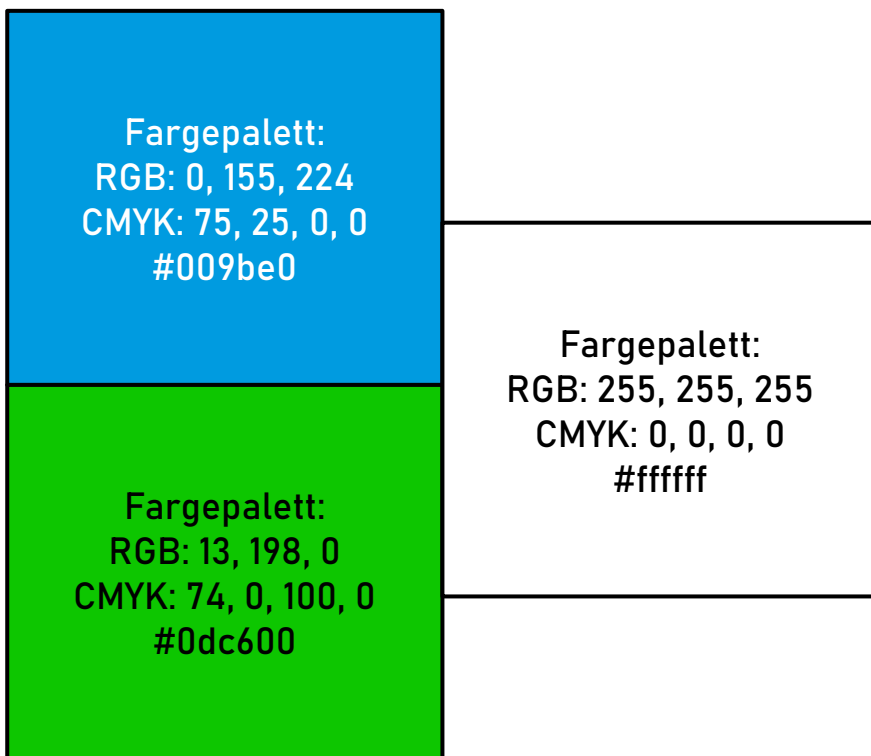 Fargepalett:
RGB: 0, 155, 224
CMYK: 75, 25, 0, 0
#009be0
Fargepalett:
RGB: 255, 255, 255
CMYK: 0, 0, 0, 0
#ffffff
Fargepalett:
RGB: 13, 198, 0
CMYK: 74, 0, 100, 0
#0dc600